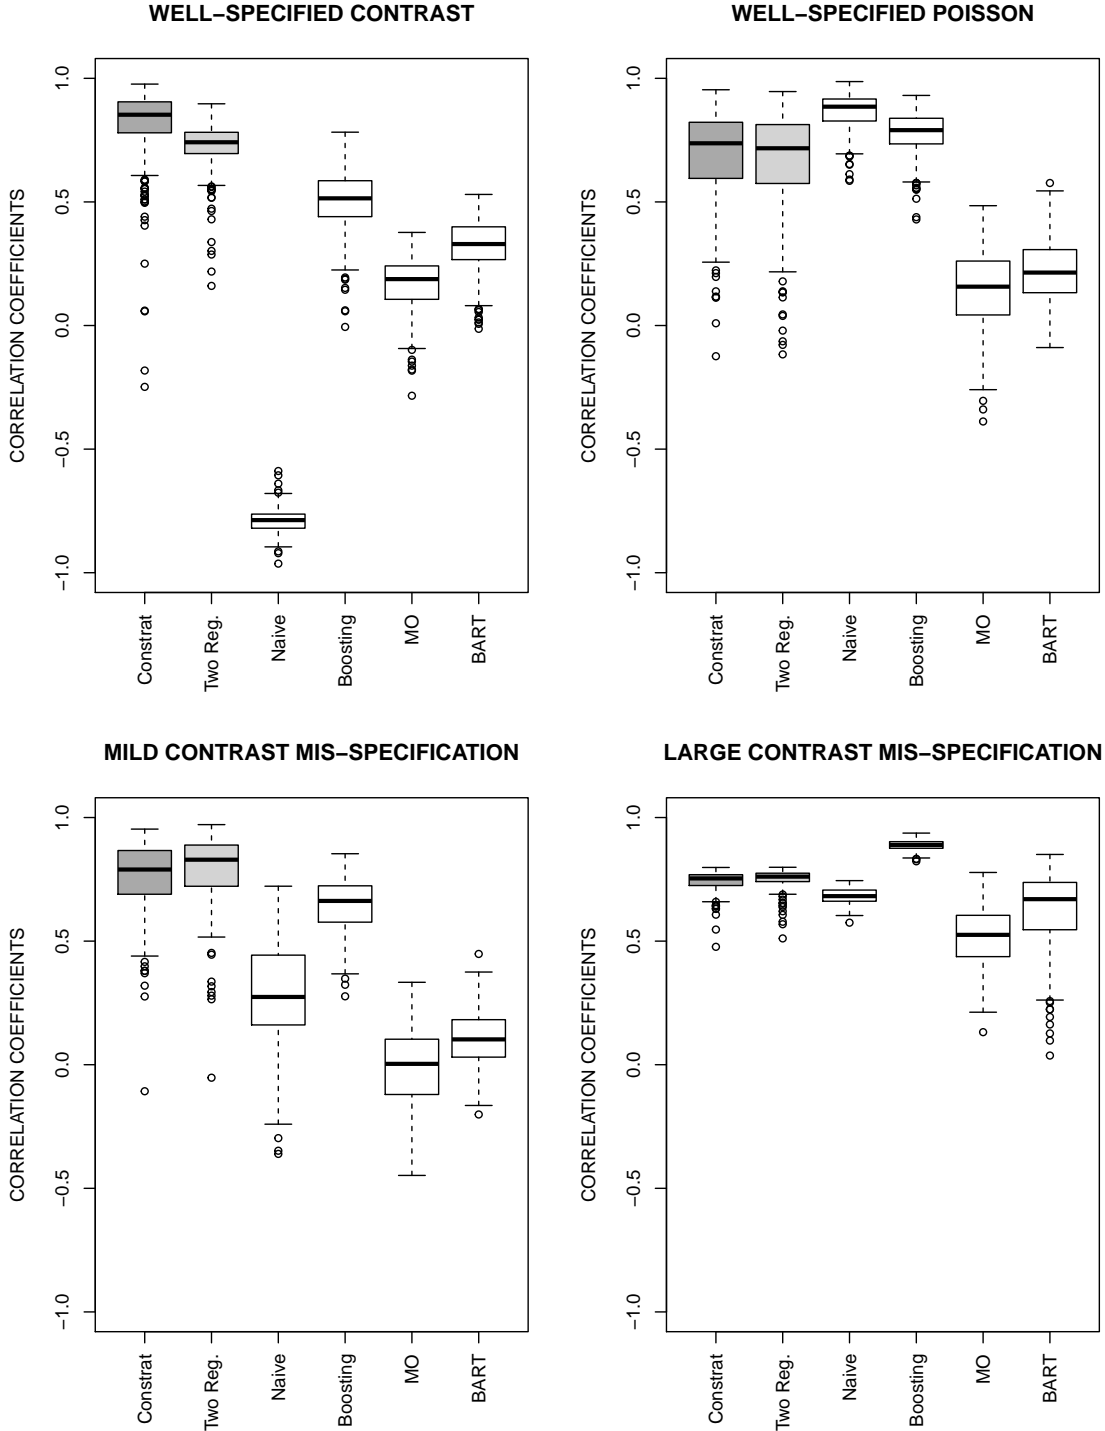 WELL−SPECIFIED CONTRAST
CORRELATION COEFFICIENTS
1.0
0.5
0.0
−0.5
−1.0
Constrat
Two Reg.
Naive
Boosting
MO
BART
WELL−SPECIFIED POISSON
CORRELATION COEFFICIENTS
1.0
0.5
0.0
−0.5
−1.0
Constrat
Two Reg.
Naive
Boosting
MO
BART
MILD CONTRAST MIS−SPECIFICATION
CORRELATION COEFFICIENTS
1.0
0.5
0.0
−0.5
−1.0
Constrat
Two Reg.
Naive
Boosting
MO
BART
LARGE CONTRAST MIS−SPECIFICATION
CORRELATION COEFFICIENTS
1.0
0.5
0.0
−0.5
−1.0
Constrat
Two Reg.
Naive
Boosting
MO
BART